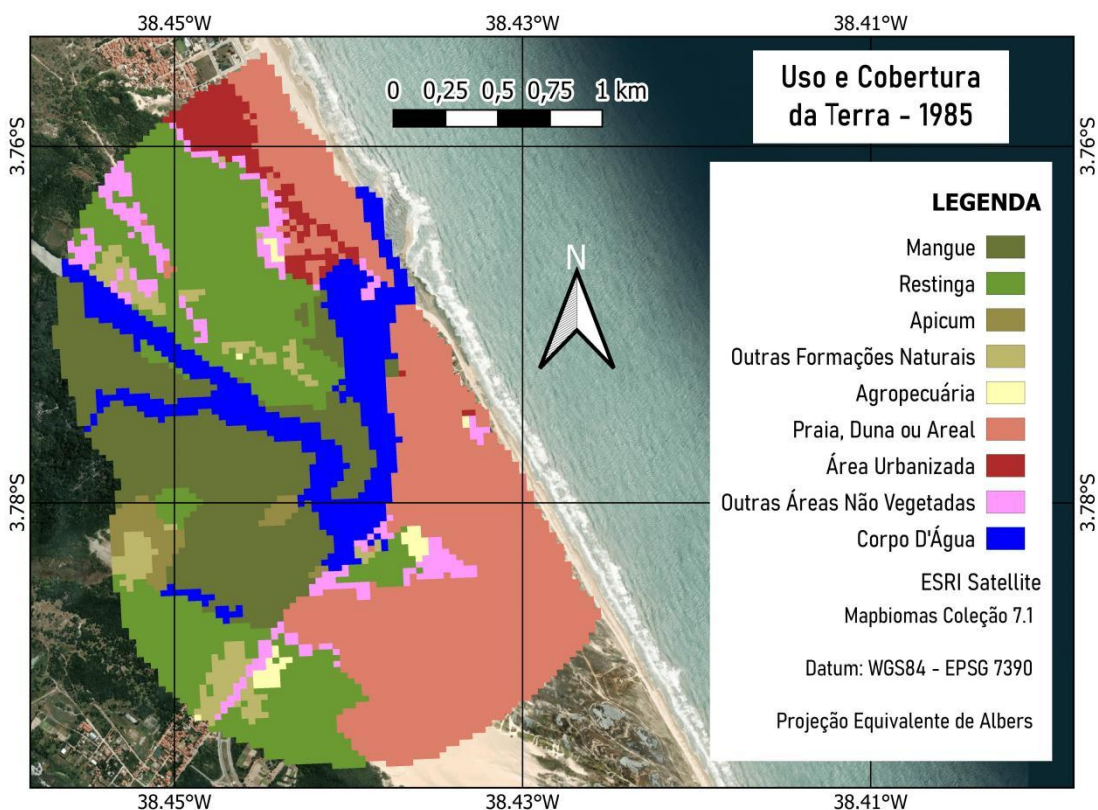 38.45°W 38.43°W 38.41°W
Uso e Cobertura
da Terra - 1985
0 0,25 0,5 0,75 1 km
3.76°S 3.76°S
LEGENDA
Mangue
Restinga
Apicum
Outras Formações Naturais
Agropecuária
Praia, Duna ou Areal
Área Urbanizada
Outras Áreas Não Vegetadas
Corpo D'Água
N
3.78°S 3.78°S
ESRI Satellite
Mapbiomas Coleção 7.1
Datum: WGS84 - EPSG 7390
Projeção Equivalente de Albers
38.45°W 38.43°W 38.41°W